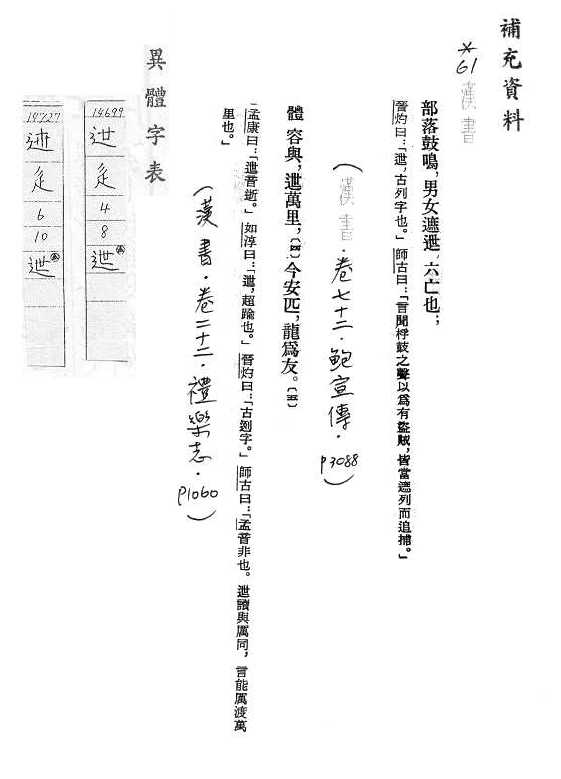 補充資料
*61 漢書
部落鼓鳴，男女遮迣，六亡也；
晉灼曰：「迣，古列字也。」師古曰：「言聞桴鼓之聲以爲有盜賊，皆當遮列而追捕。」
（漢書．卷七十二．鮑宣傳．p3088）
體容與，迣萬里，〔四〕今安匹，龍爲友。〔五〕
孟康曰：「迣音逝。」如淳曰：「迣，超踰也。」晉灼曰：「古迾字。」師古曰：「孟音非也。迣讀與厲同，言能厲渡萬
里也。」
（漢書．卷二十二．禮樂志．p1060）
異體字表
14699
迣
辵
4
8
迣
14727
辵
6
10
迣